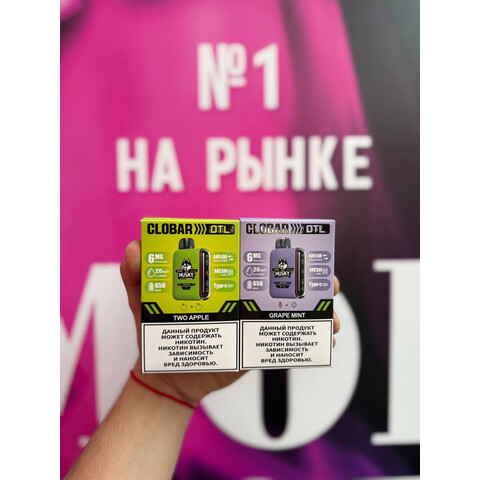 №1
НА РЫНКЕ
CLOBAR DTL
6 MG
20
650
HUSKY
AIRFLOW
MESH
Type-c
TWO APPLE
ДАННЫЙ ПРОДУКТ
МОЖЕТ СОДЕРЖАТЬ
НИКОТИН.
НИКОТИН ВЫЗЫВАЕТ
ЗАВИСИМОСТЬ
И НАНОСИТ
ВРЕД ЗДОРОВЬЮ.
CLOBAR DTL
6 MG
20
650
HUSKY
AIRFLOW
MESH
Type-c
GRAPE MINT
ДАННЫЙ ПРОДУКТ
МОЖЕТ СОДЕРЖАТЬ
НИКОТИН.
НИКОТИН ВЫЗЫВАЕТ
ЗАВИСИМОСТЬ
И НАНОСИТ
ВРЕД ЗДОРОВЬЮ.